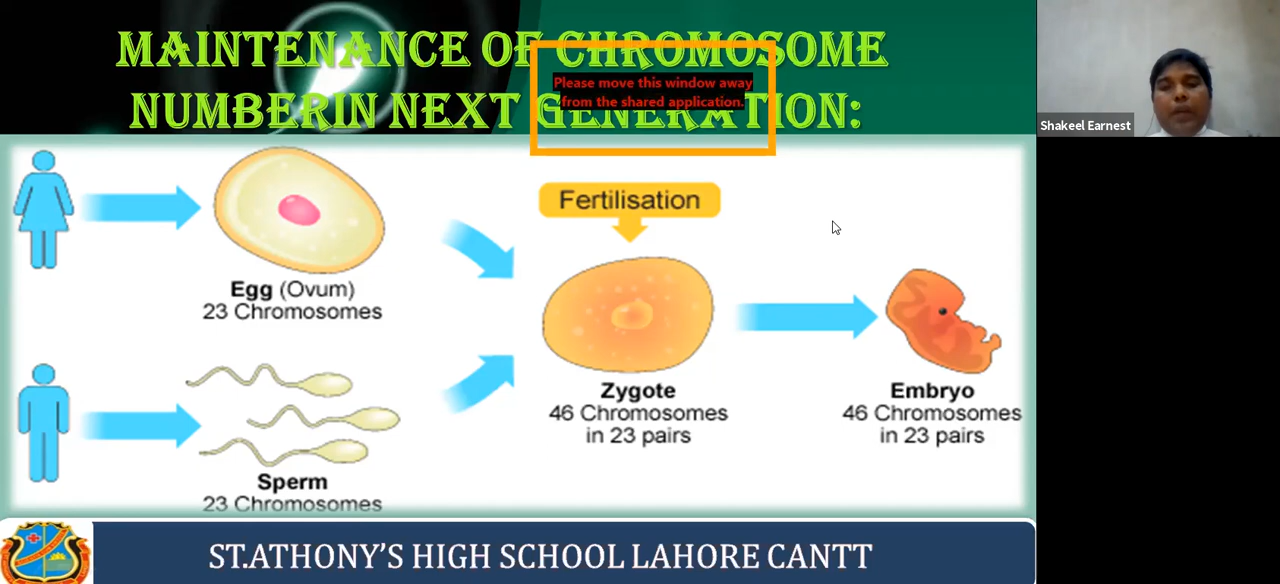 MAINTENANCE OF CHROMOSOME
NUMBERIN NEXT GENERATION:
Please move this window away
from the shared application.
Shakeel Earnest
Fertilisation
Egg (Ovum)
23 Chromosomes
Zygote
46 Chromosomes
in 23 pairs
Embryo
46 Chromosomes
in 23 pairs
Sperm
23 Chromosomes
ST.ATHONY'S HIGH SCHOOL LAHORE CANTT